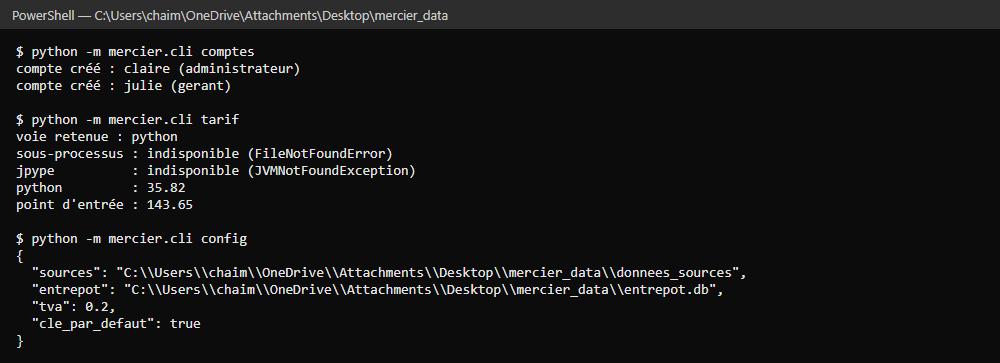 PowerShell — C:\Users\chaim\OneDrive\Attachments\Desktop\mercier_data
$ python -m mercier.cli comptes
compte créé : claire (administrateur)
compte créé : julie (gerant)
$ python -m mercier.cli tarif
voie retenue : python
sous-processus : indisponible (FileNotFoundError)
jpype          : indisponible (JVMNotFoundException)
python         : 35.82
point d'entrée : 143.65
$ python -m mercier.cli config
{
  "sources": "C:\\Users\\chaim\\OneDrive\\Attachments\\Desktop\\mercier_data\\donnees_sources",
  "entrepot": "C:\\Users\\chaim\\OneDrive\\Attachments\\Desktop\\mercier_data\\entrepot.db",
  "tva": 0.2,
  "cle_par_defaut": true
}